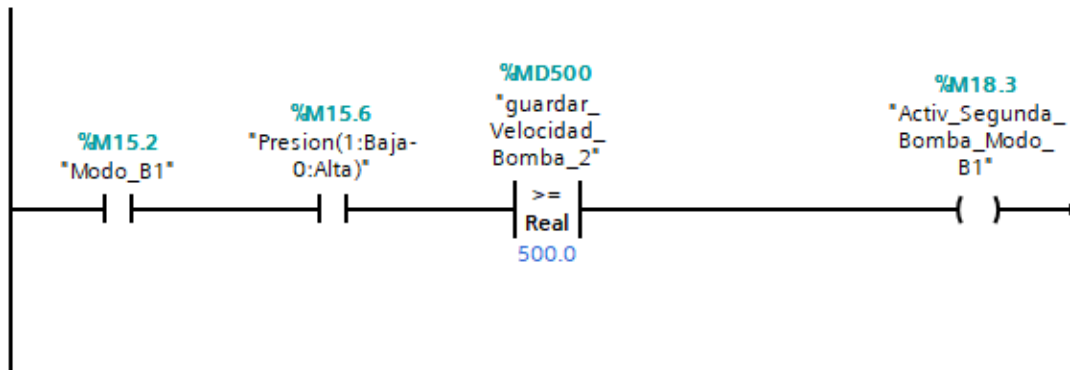 %M15.2
"Modo_B1"
%M15.6
"Presion(1:Baja-
0:Alta)"
%MD500
"guardar_
Velocidad_
Bomba_2"
>=
Real
500.0
%M18.3
"Activ_Segunda_
Bomba_Modo_
B1"